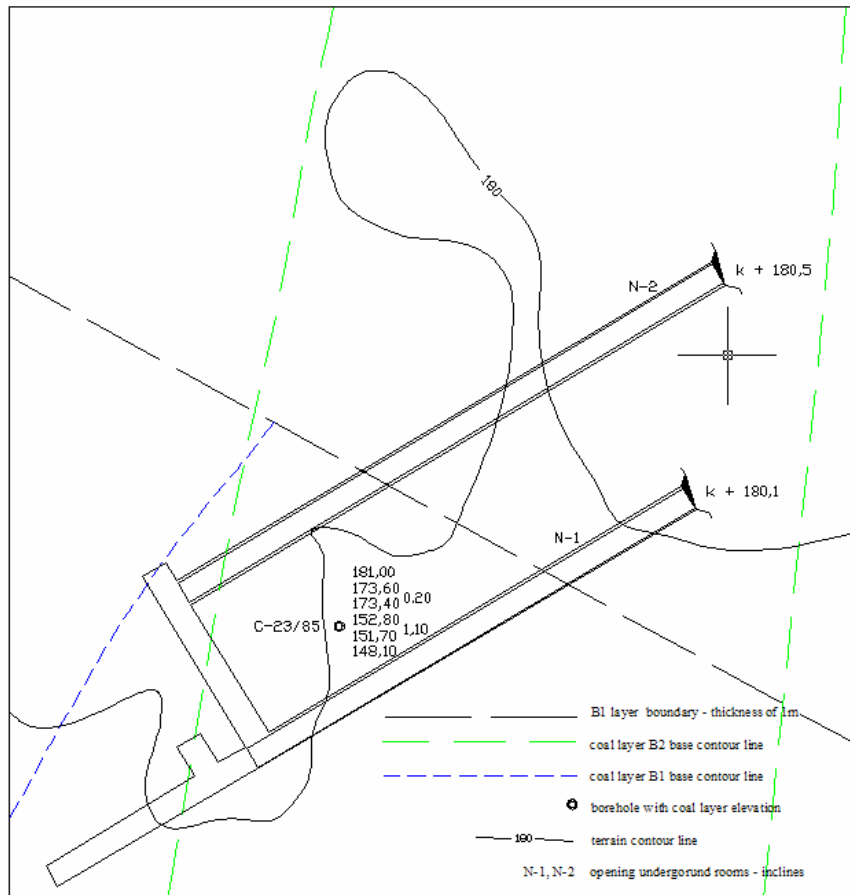 180
N-2
k + 180,5
k + 180,1
N-1
181,00
173,60
173,40 0.20
C-23/85
152,80
151,70 1,10
148,10
B1 layer boundary - thickness of 1m
coal layer B2 base contour line
coal layer B1 base contour line
borehole with coal layer elevation
180 terrain contour line
N-1, N-2 opening undergorund rooms - inclines